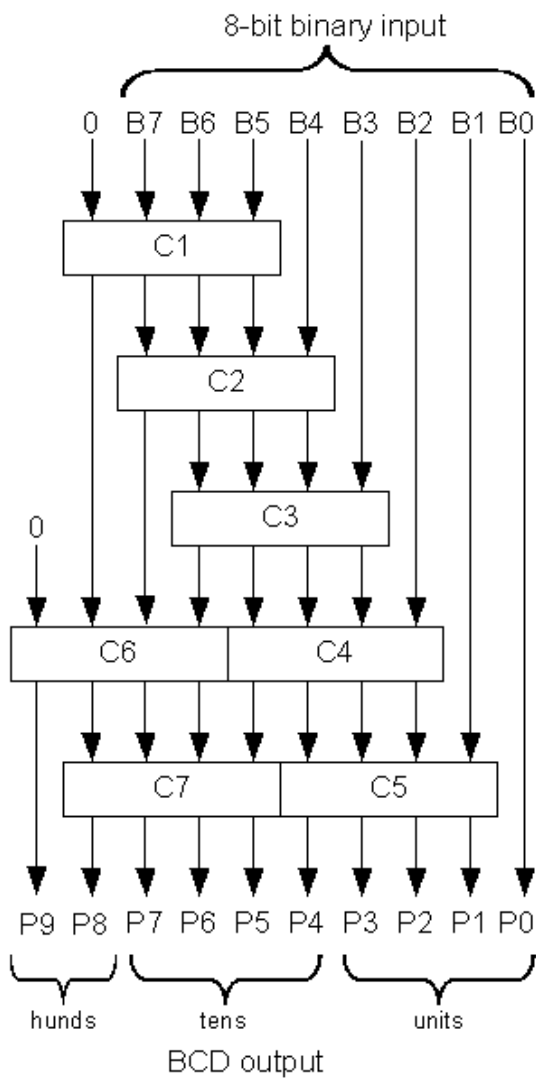 8-bit binary input
0 B7 B6 B5 B4 B3 B2 B1 B0
C1
C2
C3
0
C6 C4
C7 C5
P9 P8 P7 P6 P5 P4 P3 P2 P1 P0
hunds tens units
BCD output